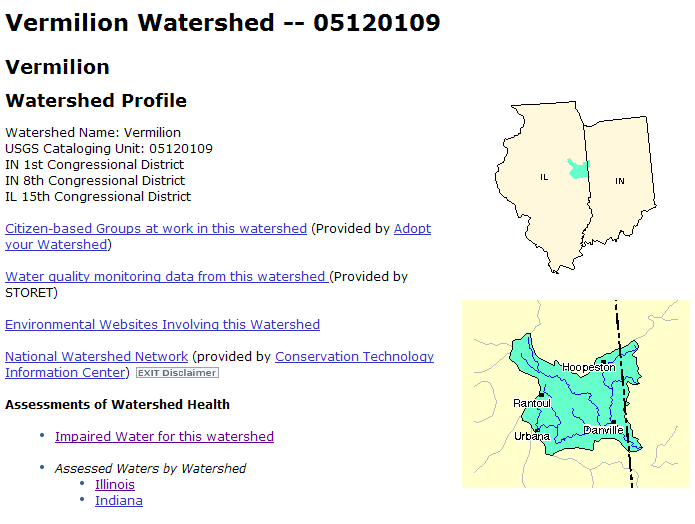 Vermilion Watershed -- 05120109
Vermilion
Watershed Profile
Watershed Name: Vermilion
USGS Cataloging Unit: 05120109
IN 1st Congressional District
IN 8th Congressional District
IL 15th Congressional District
Citizen-based Groups at work in this watershed (Provided by Adopt
your Watershed)
Water quality monitoring data from this watershed (Provided by
STORET)
Environmental Websites Involving this Watershed
National Watershed Network (provided by Conservation Technology
Information Center) EXIT Disclaimer
Assessments of Watershed Health
• Impaired Water for this watershed
• Assessed Waters by Watershed
• Illinois
• Indiana
IL
IN
Hoopeston
Rantoul
Urbana
Danville